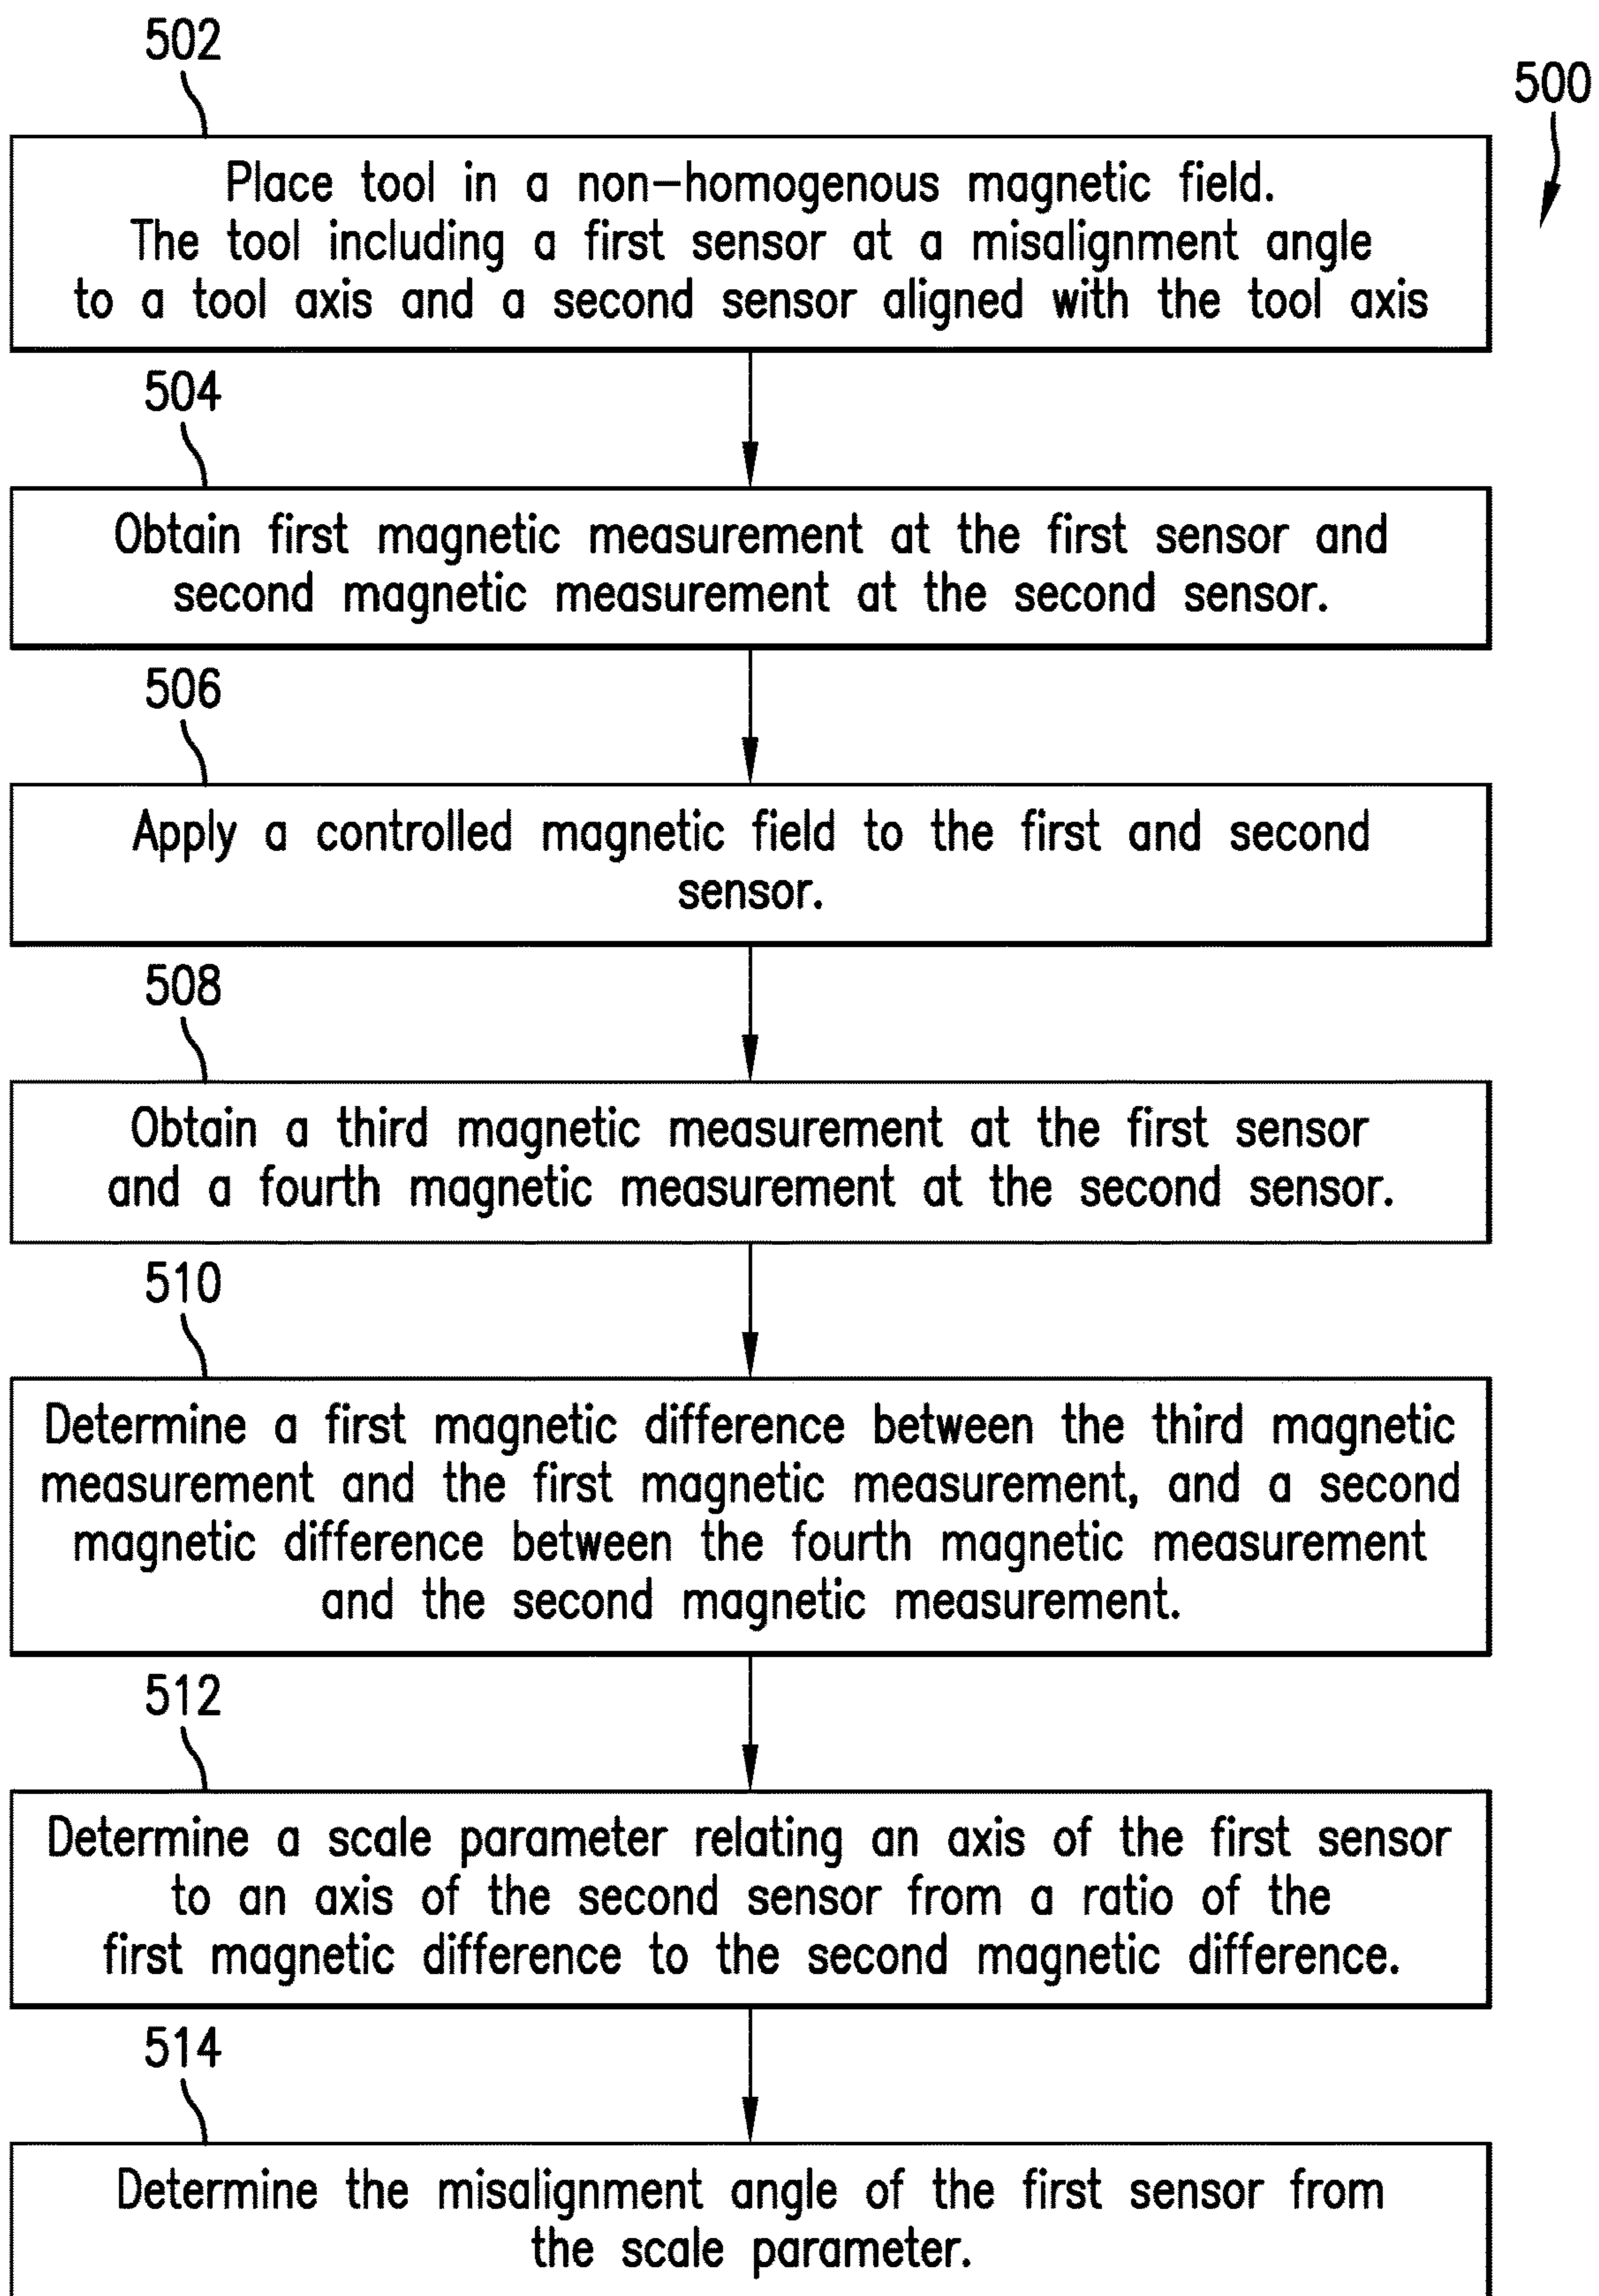 502
500
Place tool in a non-homogenous magnetic field.
The tool including a first sensor at a misalignment angle
to a tool axis and a second sensor aligned with the tool axis
504
Obtain first magnetic measurement at the first sensor and
second magnetic measurement at the second sensor.
506
Apply a controlled magnetic field to the first and second
sensor.
508
Obtain a third magnetic measurement at the first sensor
and a fourth magnetic measurement at the second sensor.
510
Determine a first magnetic difference between the third magnetic
measurement and the first magnetic measurement, and a second
magnetic difference between the fourth magnetic measurement
and the second magnetic measurement.
512
Determine a scale parameter relating an axis of the first sensor
to an axis of the second sensor from a ratio of the
first magnetic difference to the second magnetic difference.
514
Determine the misalignment angle of the first sensor from
the scale parameter.